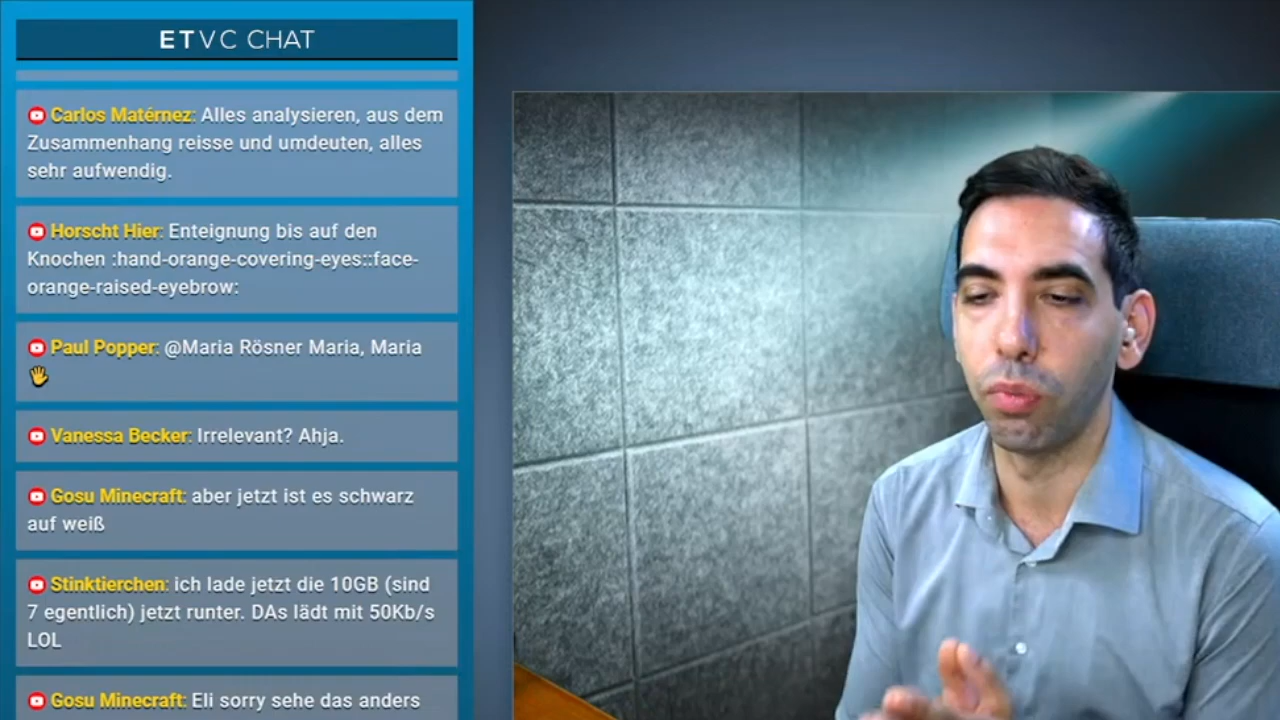 ETVC CHAT
Carlos Matérnez: Alles analysieren, aus dem
Zusammenhang reisse und umdeuten, alles
sehr aufwendig.
Horscht Hier: Enteignung bis auf den
Knochen :hand-orange-covering-eyes::face-
orange-raised-eyebrow:
Paul Popper: @Maria Rösner Maria, Maria
🖐
Vanessa Becker: Irrelevant? Ahja.
Gosu Minecraft: aber jetzt ist es schwarz
auf weiß
Stinktierchen: ich lade jetzt die 10GB (sind
7 egentlich) jetzt runter. DAs lädt mit 50Kb/s
LOL
Gosu Minecraft: Eli sorry sehe das anders